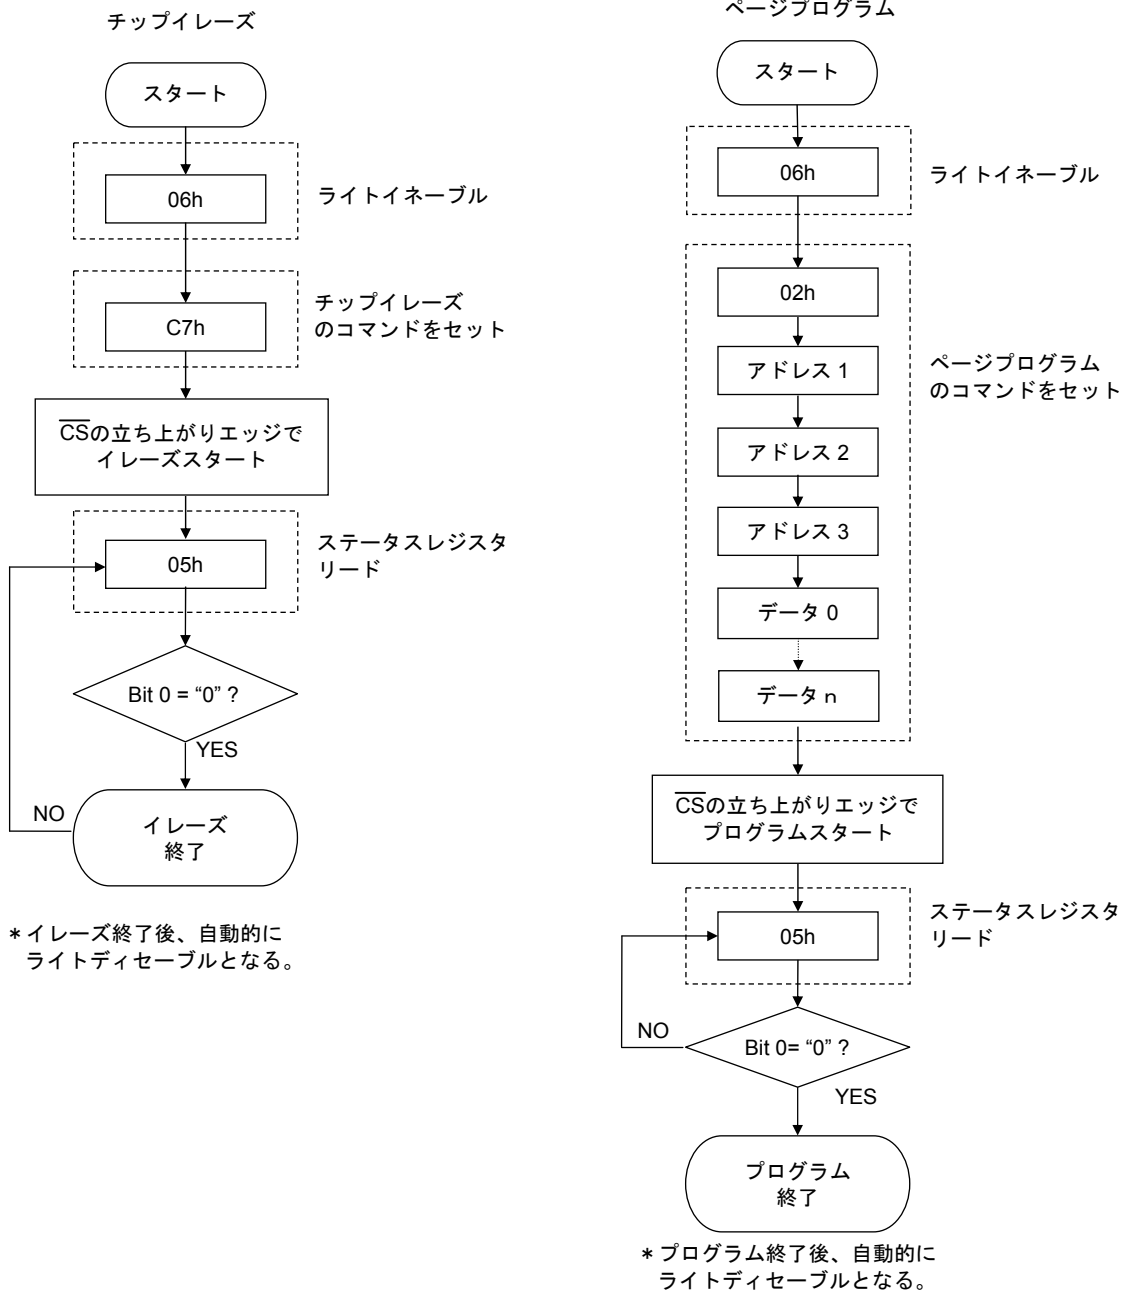 チップイレーズ
スタート
06h
ライトイネーブル
C7h
チップイレーズ
のコマンドをセット
CSの立ち上がりエッジで
イレーズスタート
05h
ステータスレジスタ
リード
Bit 0 = “0” ?
YES
NO
イレーズ
終了
* イレーズ終了後、自動的に
ライトディセーブルとなる。
ページプログラム
スタート
06h
ライトイネーブル
02h
アドレス 1
ページプログラム
のコマンドをセット
アドレス 2
アドレス 3
データ 0
データ n
CSの立ち上がりエッジで
プログラムスタート
05h
ステータスレジスタ
リード
NO
Bit 0= “0” ?
YES
プログラム
終了
* プログラム終了後、自動的に
ライトディセーブルとなる。